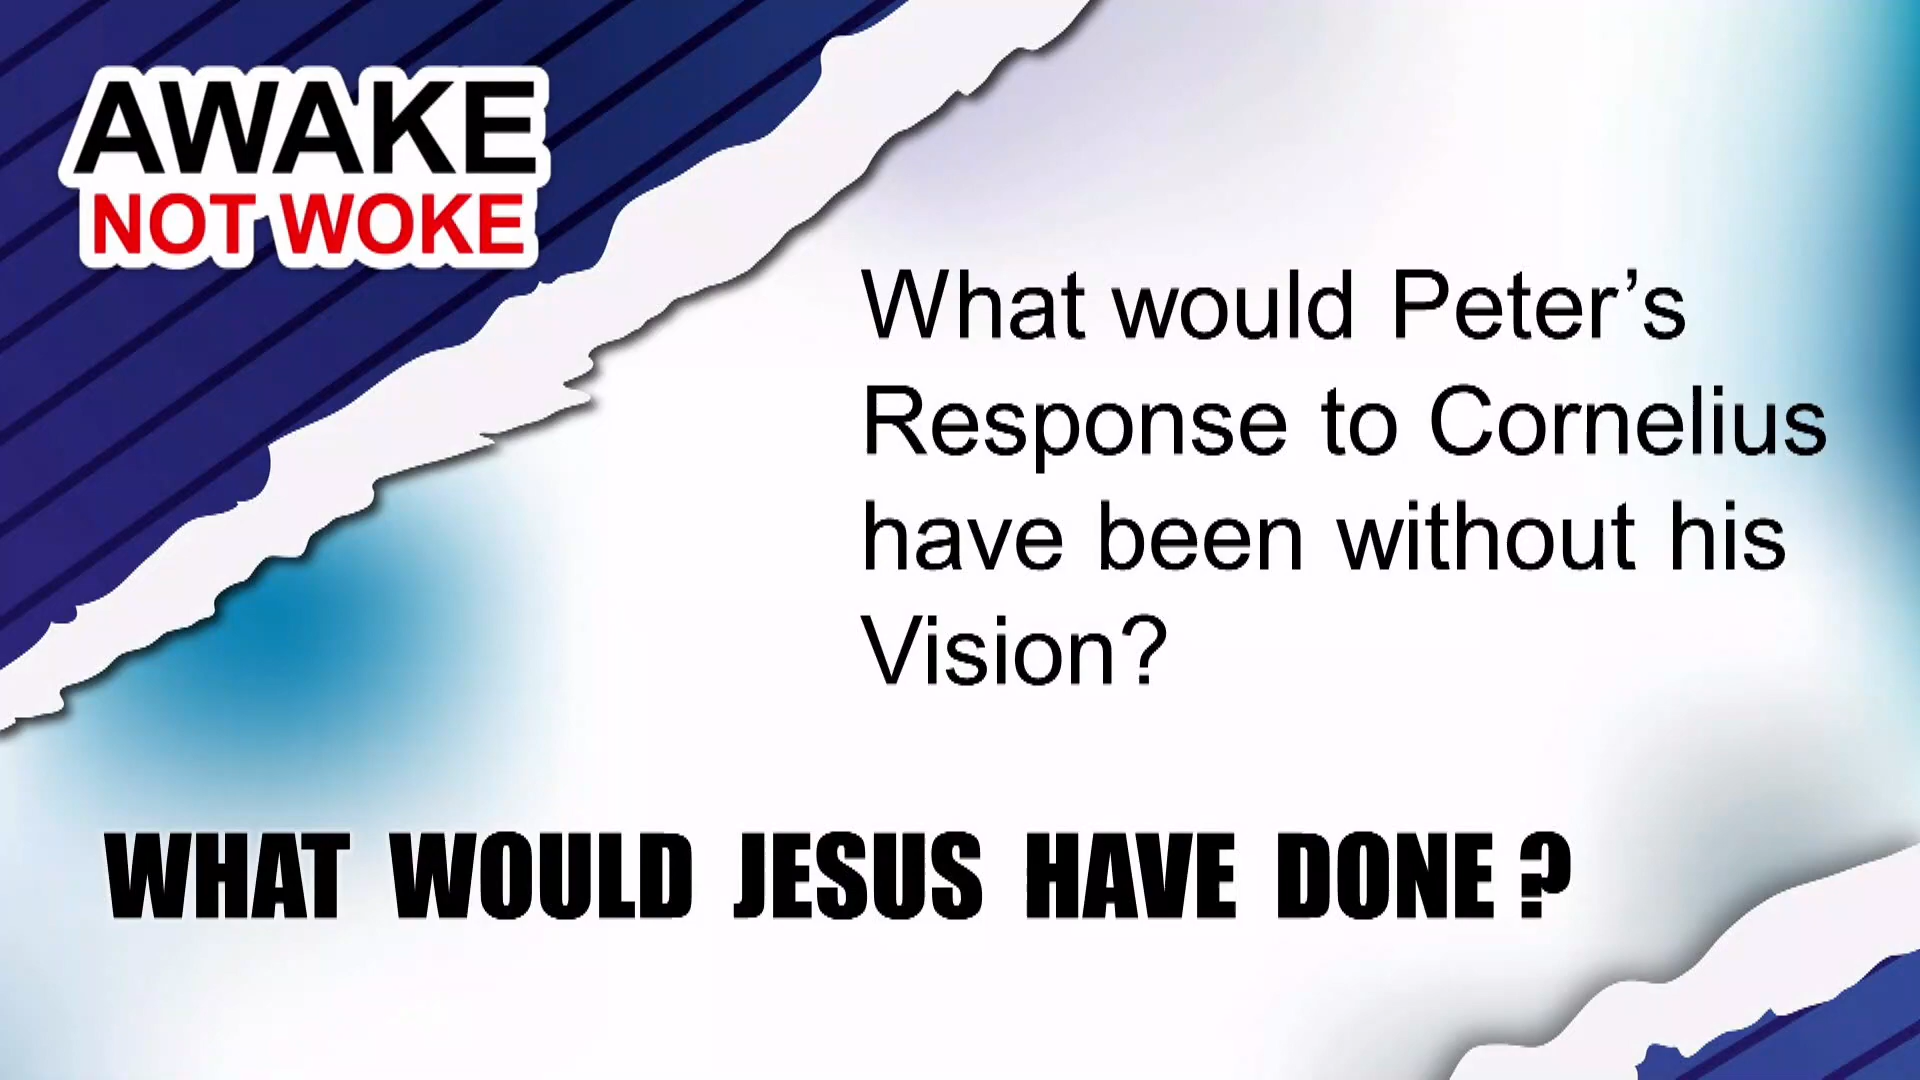 AWAKE
NOT WOKE
What would Peter’s
Response to Cornelius
have been without his
Vision?
WHAT WOULD JESUS HAVE DONE ?